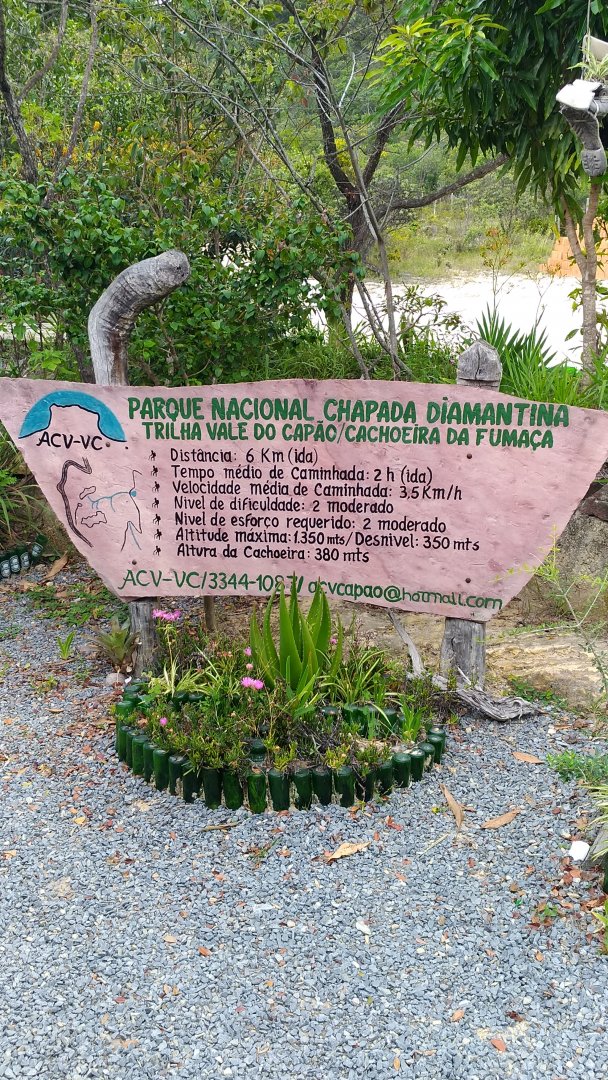 PARQUE NACIONAL CHAPADA DIAMANTINA
TRILHA VALE DO CAPÃO/CACHOEIRA DA FUMAÇA
ACV-VC
Distância: 6 Km (ida)
Tempo médio de Caminhada: 2 h (ida)
Velocidade média de Caminhada: 3,5 Km/h
Nivel de dificuldade: 2 moderado
Nivel de esforço requerido: 2 moderado
Altitude máxima: 1.350 mts/Desnivel: 350 mts
Altura da Cachoeira: 380 mts
ACV-VC/3344-1087/ acvcapao@hotmail.com